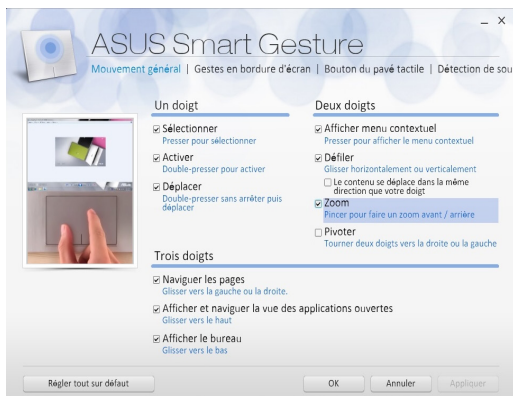 ASUS Smart Gesture
Mouvement général | Gestes en bordure d'écran | Bouton du pavé tactile | Détection de sou
Un doigt
Sélectionner
Presser pour sélectionner
Activer
Double-presser pour activer
Déplacer
Double-presser sans arrêter puis
déplacer
Deux doigts
Afficher menu contextuel
Presser pour afficher le menu contextuel
Défiler
Glisser horizontalement ou verticalement
Le contenu se déplace dans la même
direction que votre doigt
Zoom
Pincer pour faire un zoom avant / arrière
Pivoter
Tourner deux doigts vers la droite ou la gauche
Trois doigts
Naviguer les pages
Glisser vers la gauche ou la droite.
Afficher et naviguer la vue des applications ouvertes
Glisser vers le haut
Afficher le bureau
Glisser vers le bas
Régler tout sur défaut
OK
Annuler
Appliquer